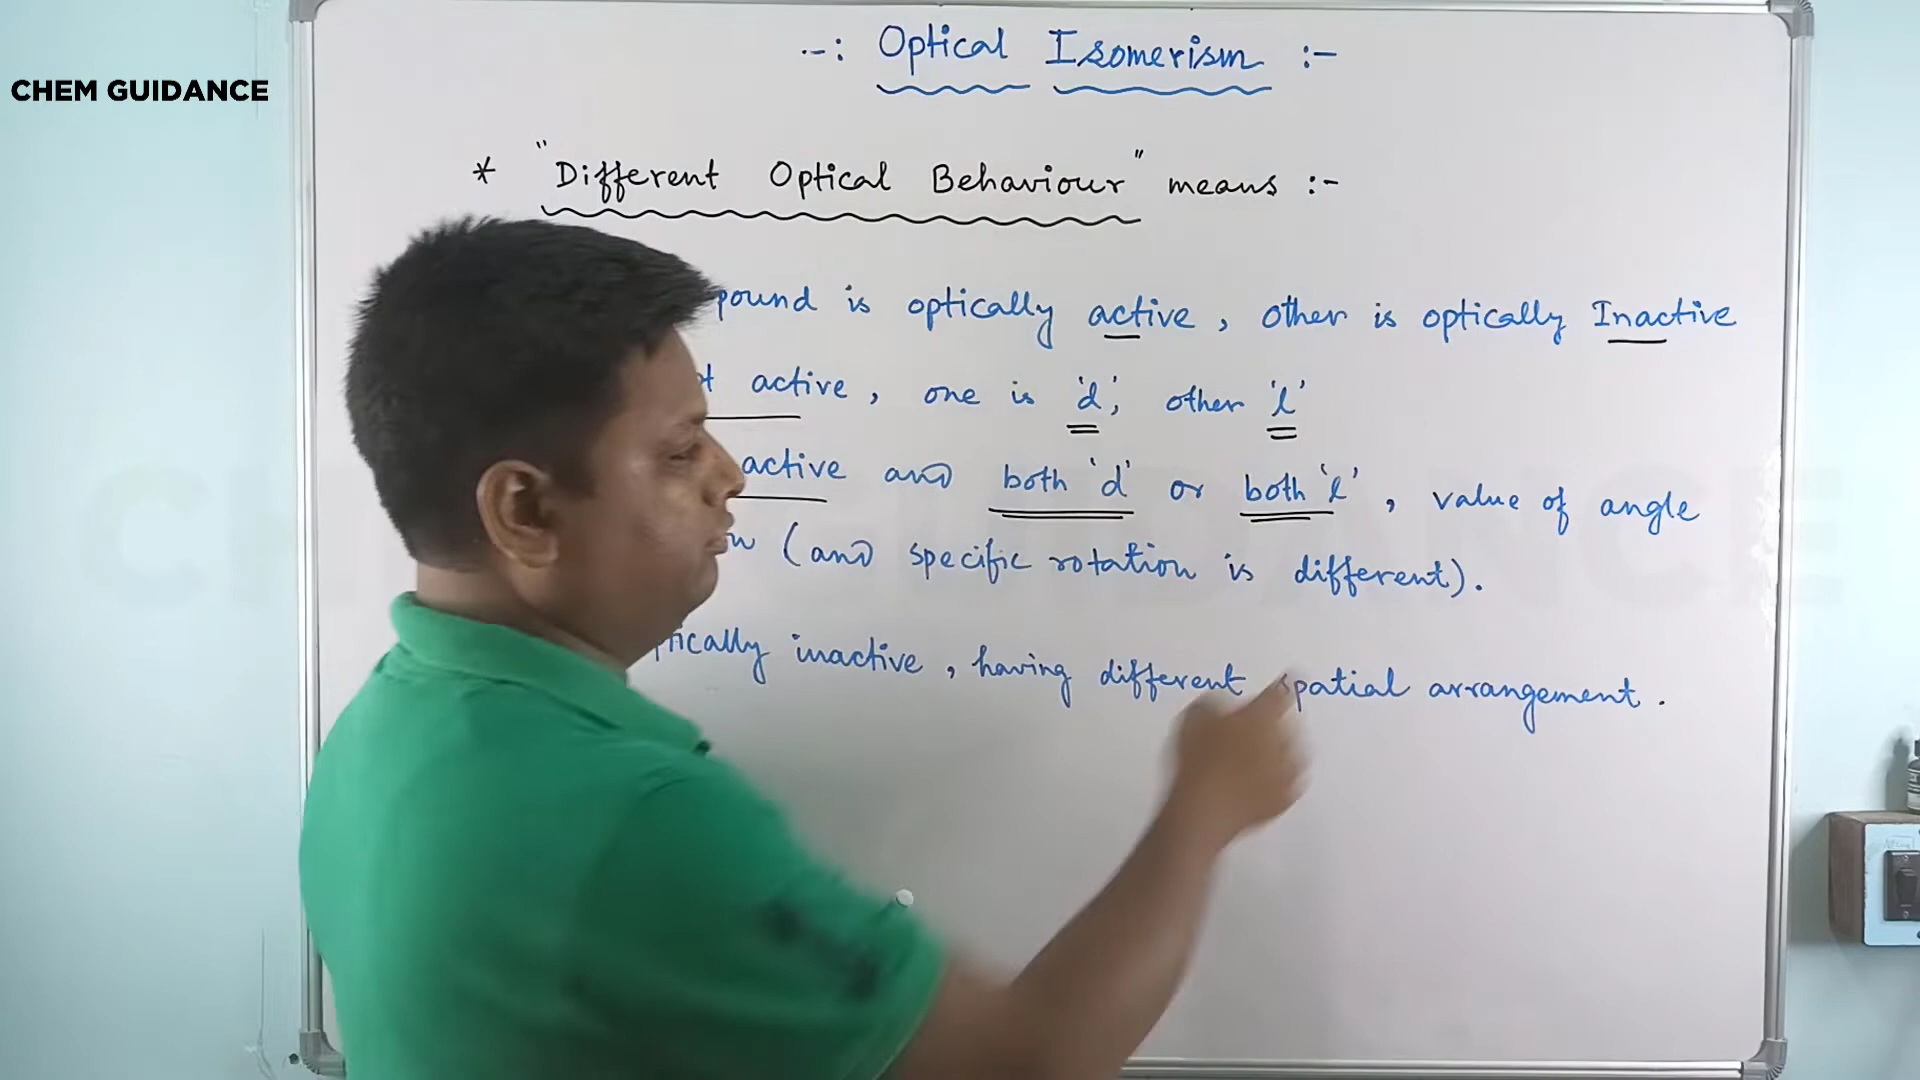 CHEM GUIDANCE
-: Optical Isomerism :-
* "Different Optical Behaviour" means :-
pound is optically active, other is optically Inactive
active, one is 'd', other 'l'
active and both 'd' or both 'l', value of angle
(and specific rotation is different).
tically inactive, having different spatial arrangement.